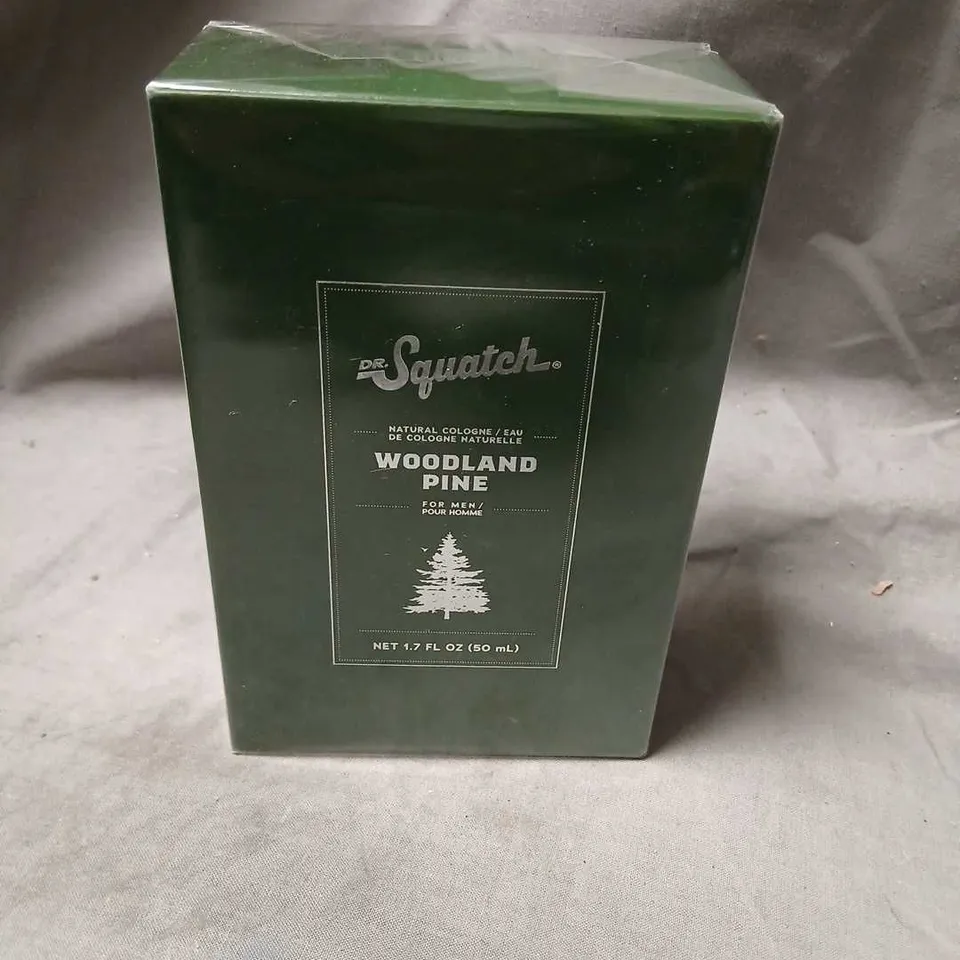 DR. Squatch®
NATURAL COLOGNE / EAU
DE COLOGNE NATURELLE
WOODLAND
PINE
FOR MEN /
POUR HOMME
NET 1.7 FL OZ (50 mL)